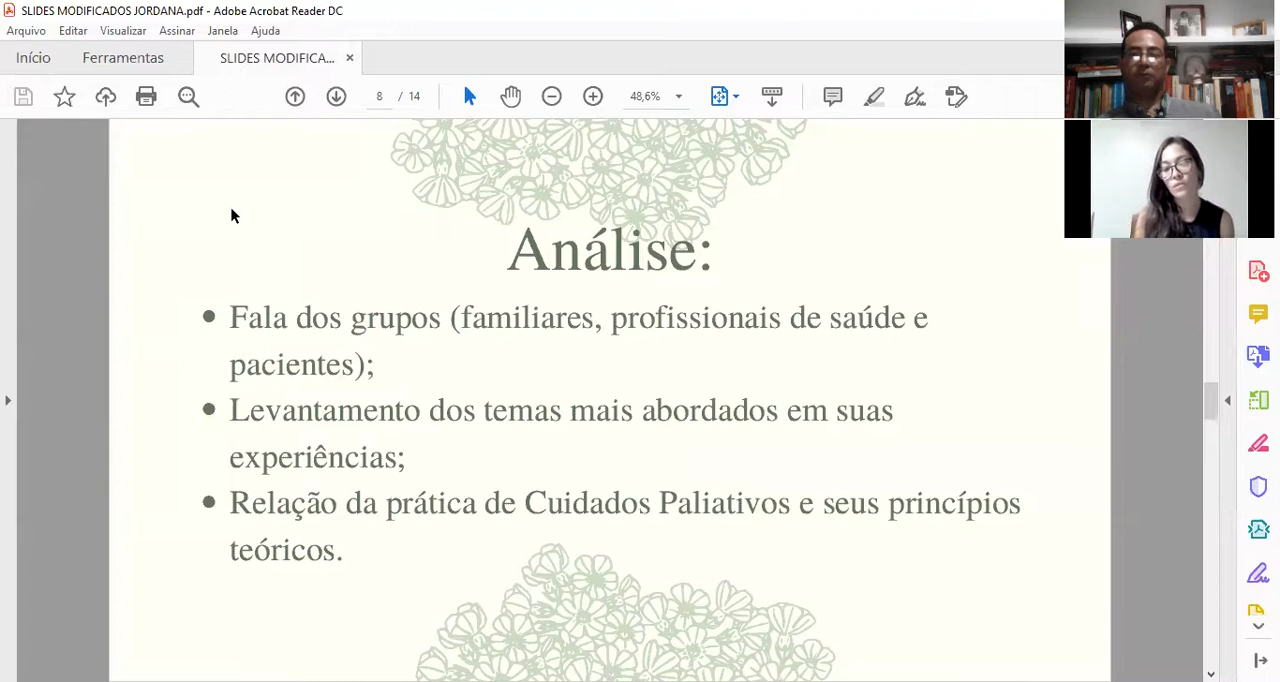 SLIDES MODIFICADOS JORDANA.pdf - Adobe Acrobat Reader DC
Arquivo Editar Visualizar Assinar Janela Ajuda
Início Ferramentas SLIDES MODIFICA... ×
8 / 14 48,6%
Análise:
• Fala dos grupos (familiares, profissionais de saúde e
pacientes);
• Levantamento dos temas mais abordados em suas
experiências;
• Relação da prática de Cuidados Paliativos e seus princípios
teóricos.